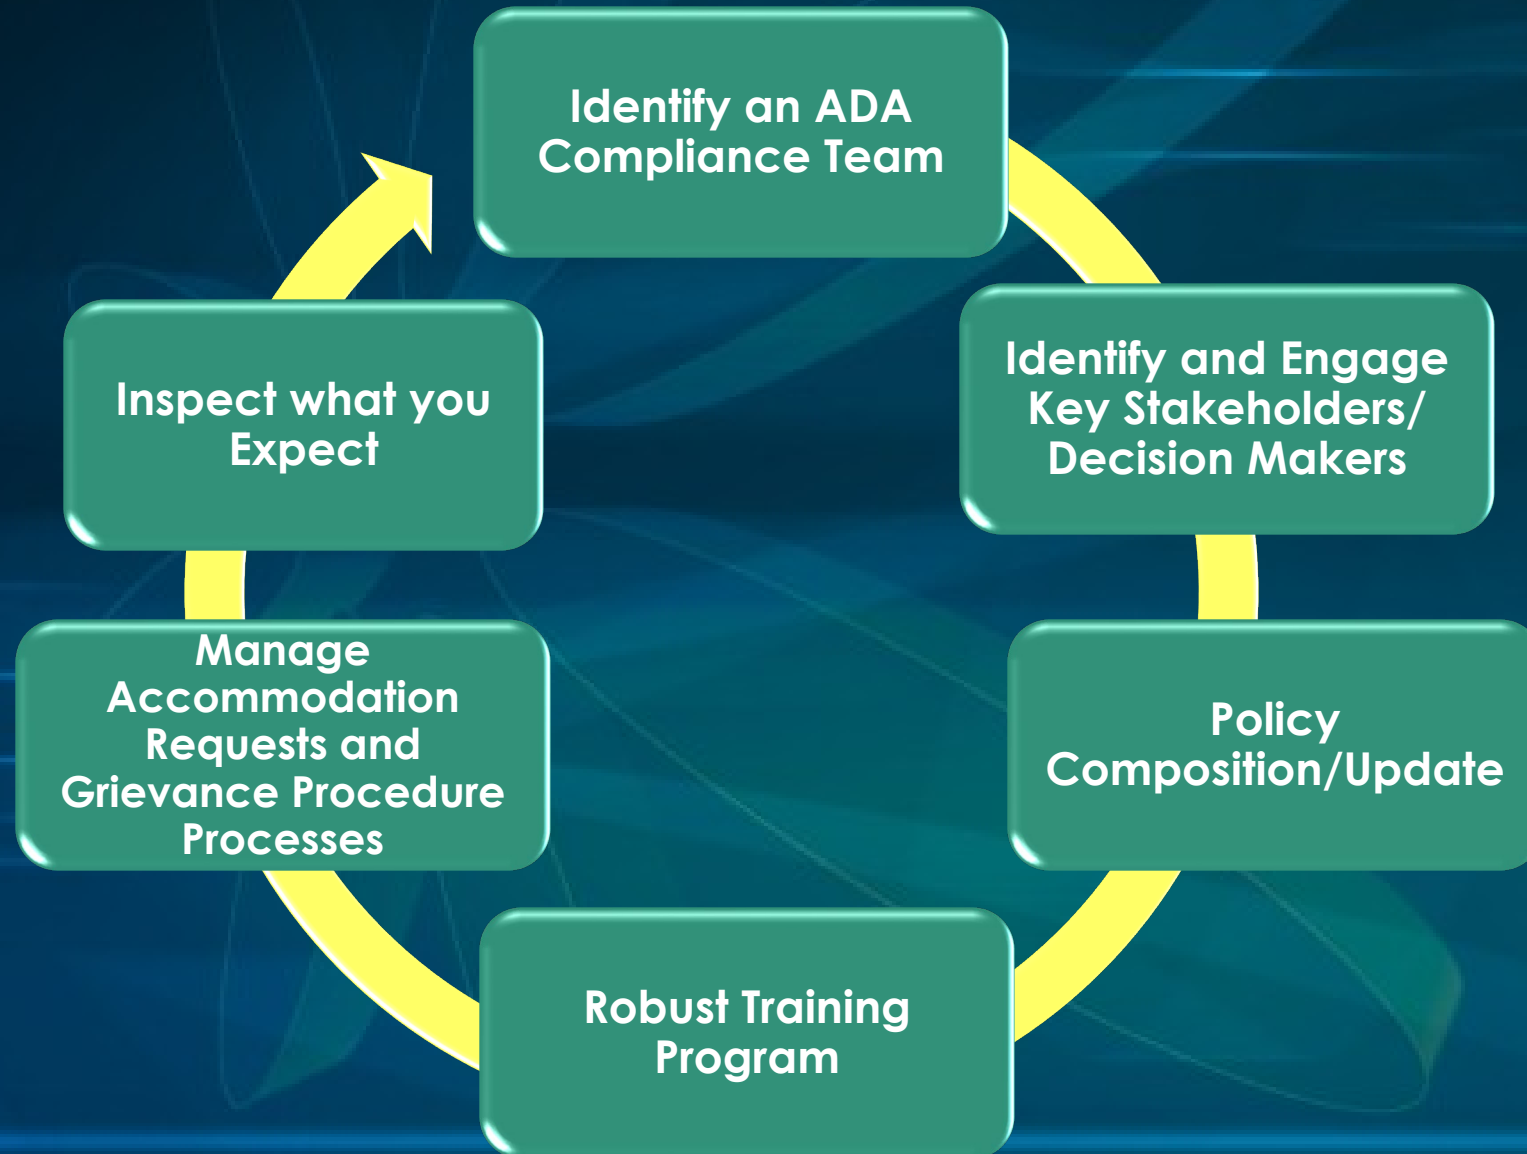 Identify an ADA
Compliance Team
Identify and Engage
Key Stakeholders/
Decision Makers
Policy
Composition/Update
Robust Training
Program
Manage
Accommodation
Requests and
Grievance Procedure
Processes
Inspect what you
Expect